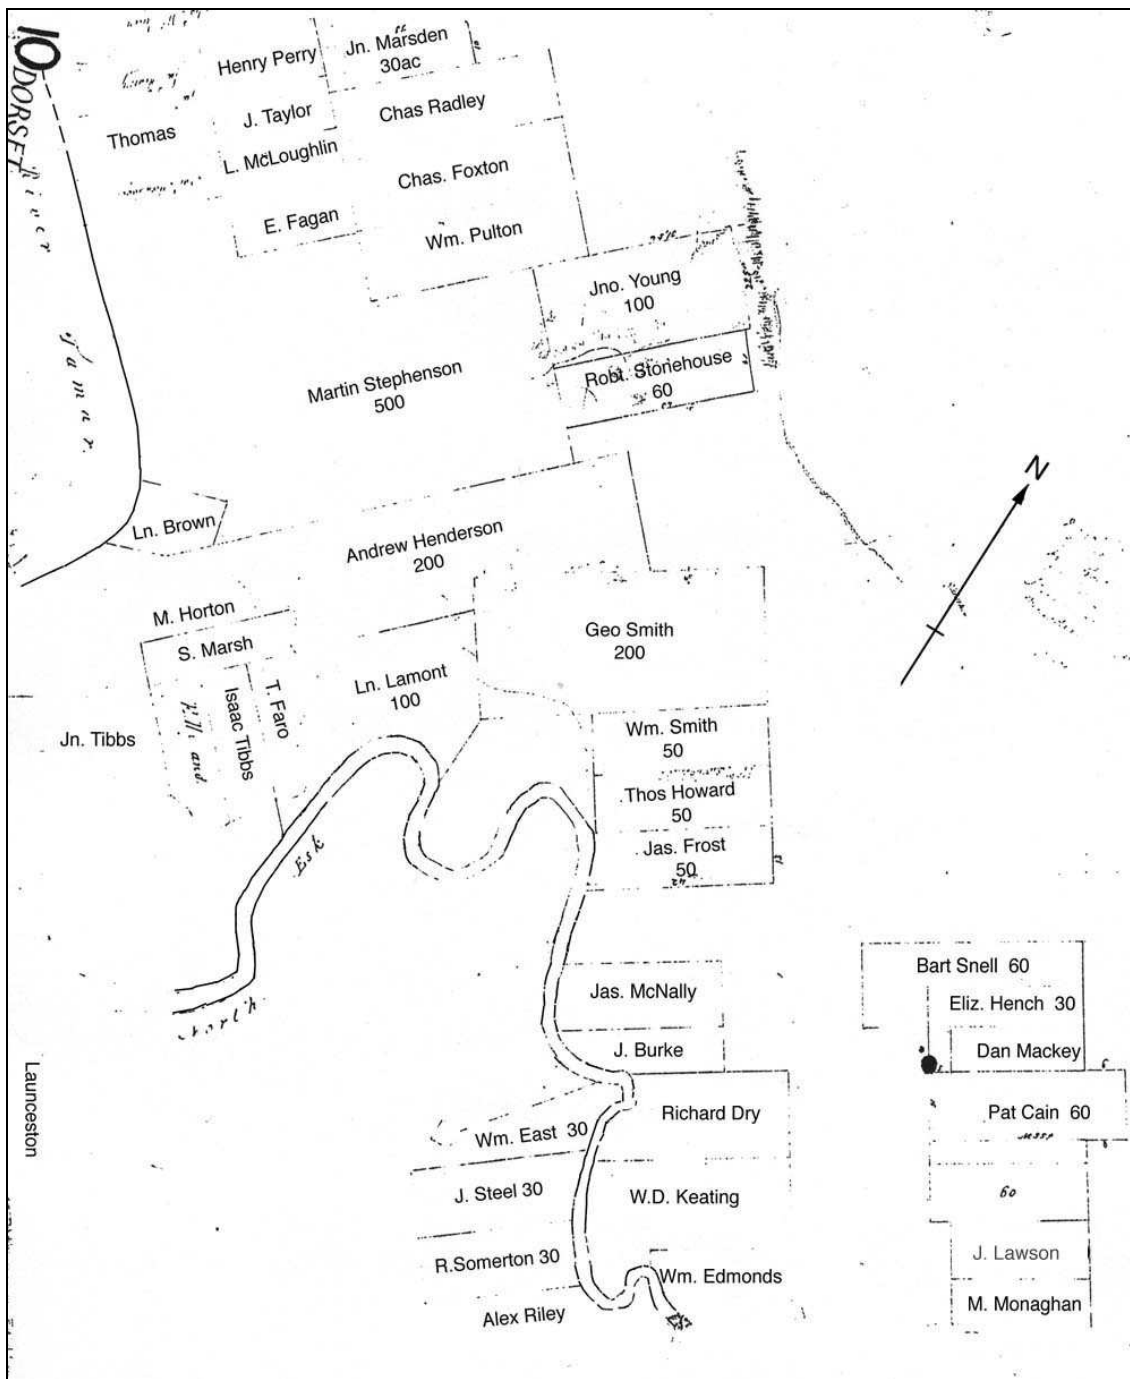 10
DORSET
River
Tamar.
Henry Perry
Jn. Marsden
30ac
Thomas
J. Taylor
Chas Radley
L. McLoughlin
Chas. Foxton
E. Fagan
Wm. Pulton
Jno. Young
100
Martin Stephenson
500
Robt. Stonehouse
60
N
Ln. Brown
Andrew Henderson
200
M. Horton
S. Marsh
Geo Smith
200
Ln. Lamont
100
T. Faro
Isaac Tibbs
Jn. Tibbs
and
Wm. Smith
50
Thos Howard
50
Jas. Frost
50
Esk
North
Bart Snell 60
Eliz. Hench 30
Dan Mackey
Jas. McNally
J. Burke
Launceston
Richard Dry
Pat Cain 60
Wm. East 30
J. Steel 30
W.D. Keating
60
R.Somerton 30
J. Lawson
Wm. Edmonds
M. Monaghan
Alex Riley